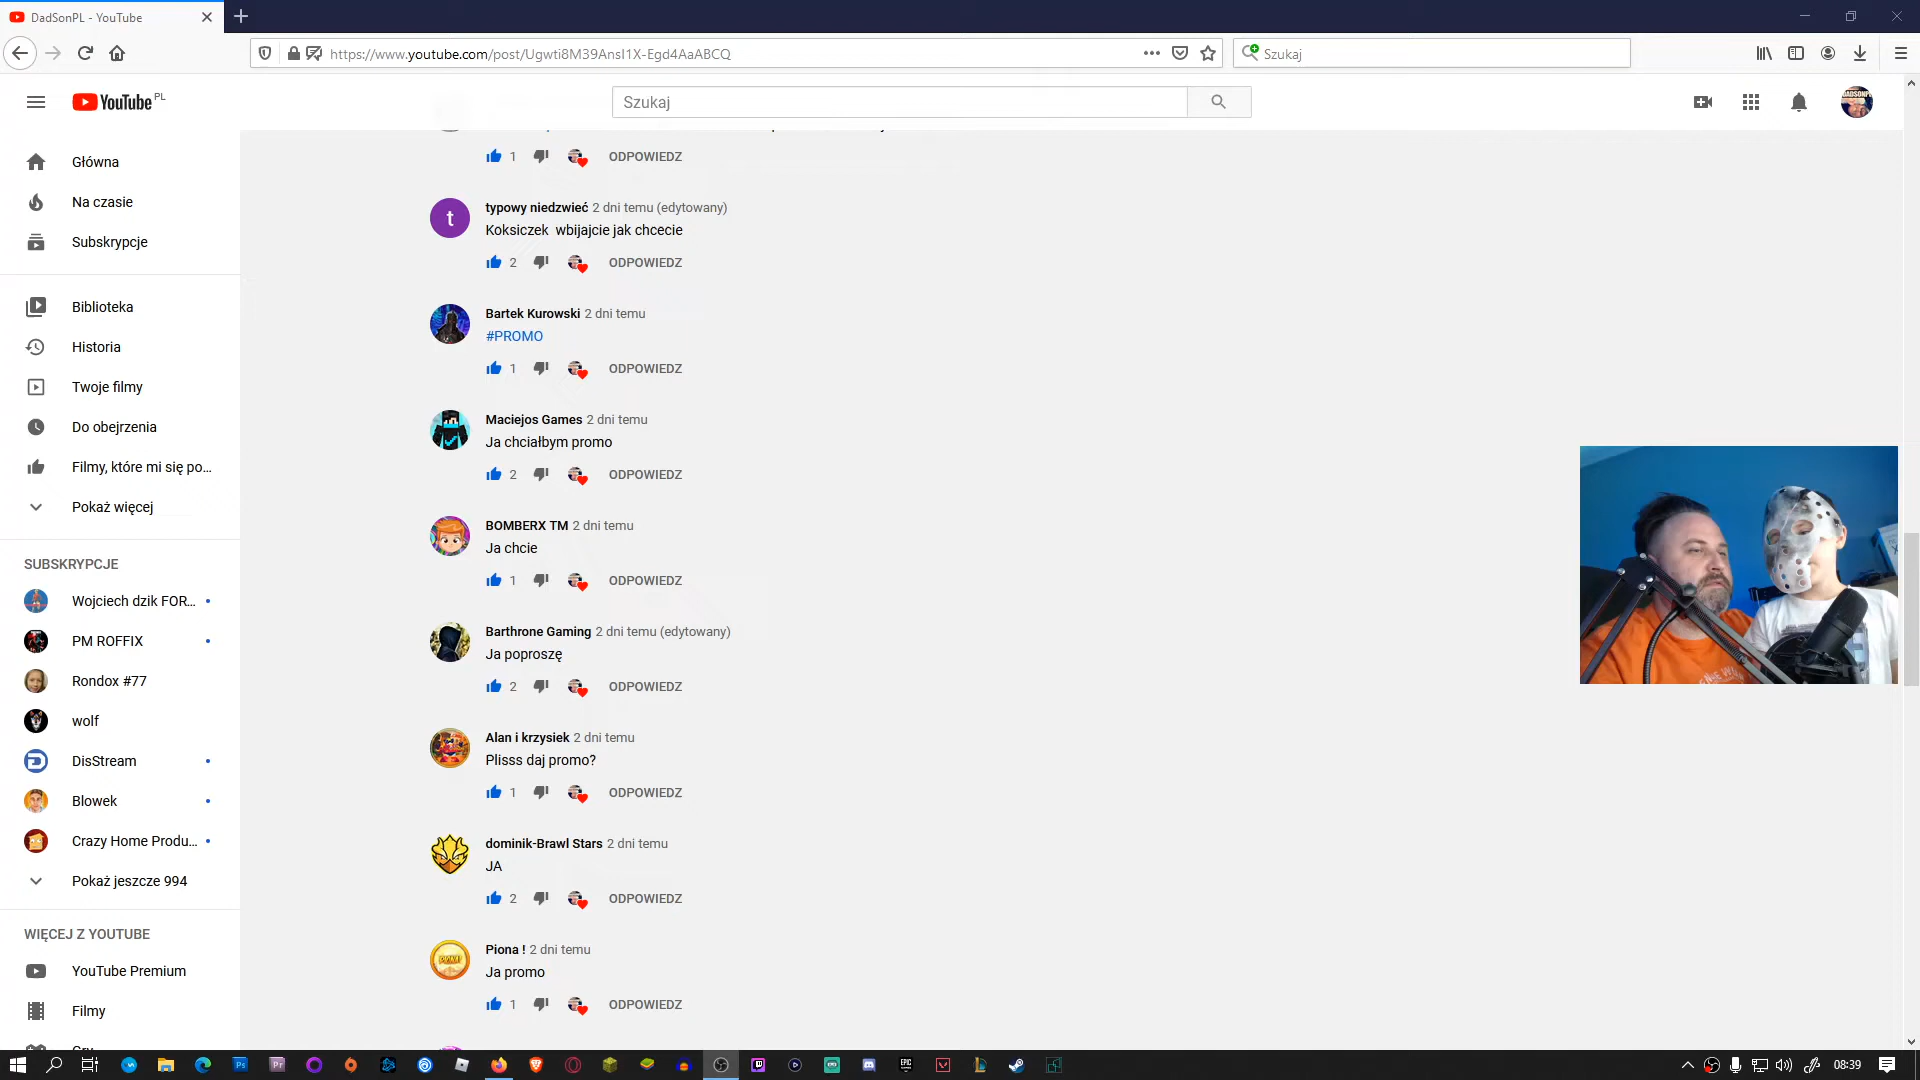 DadSonPL - YouTube
https://www.youtube.com/post/Ugwti8M39AnsI1X-Egd4AaABCQ
Szukaj
YouTube PL
Szukaj
Główna
Na czasie
Subskrypcje
Biblioteka
Historia
Twoje filmy
Do obejrzenia
Filmy, które mi się po...
Pokaż więcej
SUBSKRYPCJE
Wojciech dzik FOR...
PM ROFFIX
Rondox #77
wolf
DisStream
Blowek
Crazy Home Produ...
Pokaż jeszcze 994
WIĘCEJ Z YOUTUBE
YouTube Premium
Filmy
1 ODPOWIEDZ
typowy niedzwieć 2 dni temu (edytowany)
Koksiczek wbijajcie jak chcecie
2 ODPOWIEDZ
Bartek Kurowski 2 dni temu
#PROMO
1 ODPOWIEDZ
Maciejos Games 2 dni temu
Ja chciałbym promo
2 ODPOWIEDZ
BOMBERX TM 2 dni temu
Ja chcie
1 ODPOWIEDZ
Barthrone Gaming 2 dni temu (edytowany)
Ja poproszę
2 ODPOWIEDZ
Alan i krzysiek 2 dni temu
Plisss daj promo?
1 ODPOWIEDZ
dominik-Brawl Stars 2 dni temu
JA
2 ODPOWIEDZ
Piona ! 2 dni temu
Ja promo
1 ODPOWIEDZ
08:39